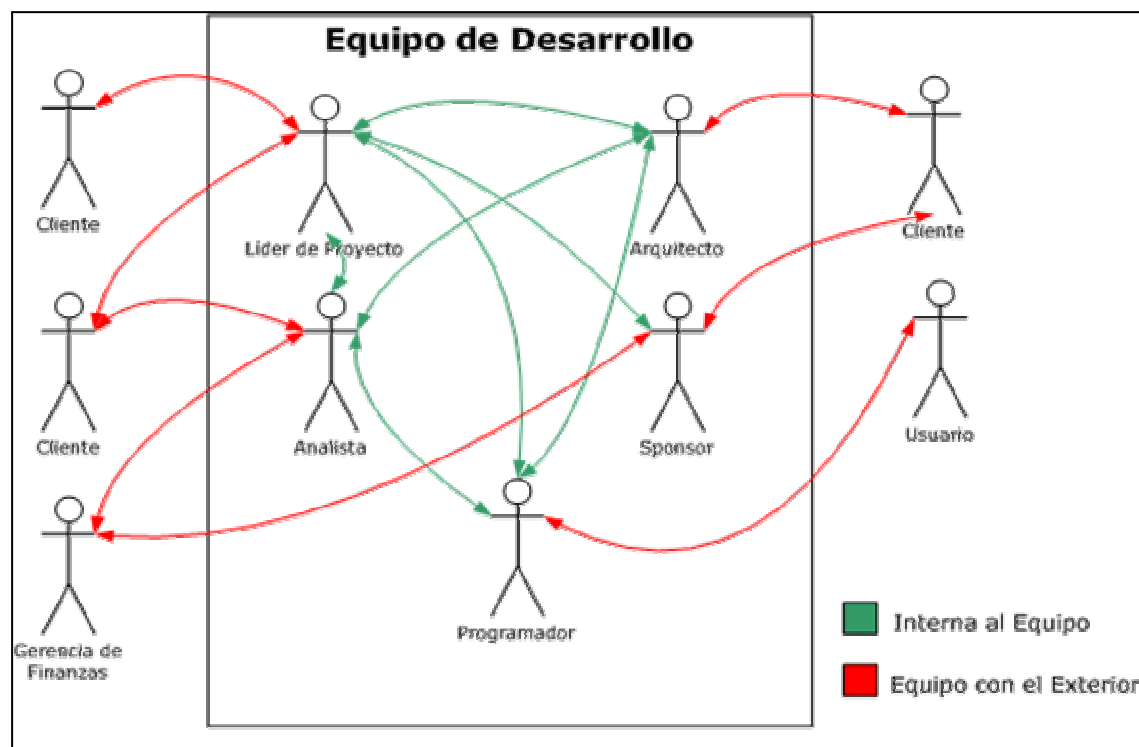 Equipo de Desarrollo
Cliente
Líder de Proyecto
Arquitecto
Cliente
Cliente
Analista
Sponsor
Usuario
Gerencia de
Finanzas
Programador
Interna al Equipo
Equipo con el Exterior